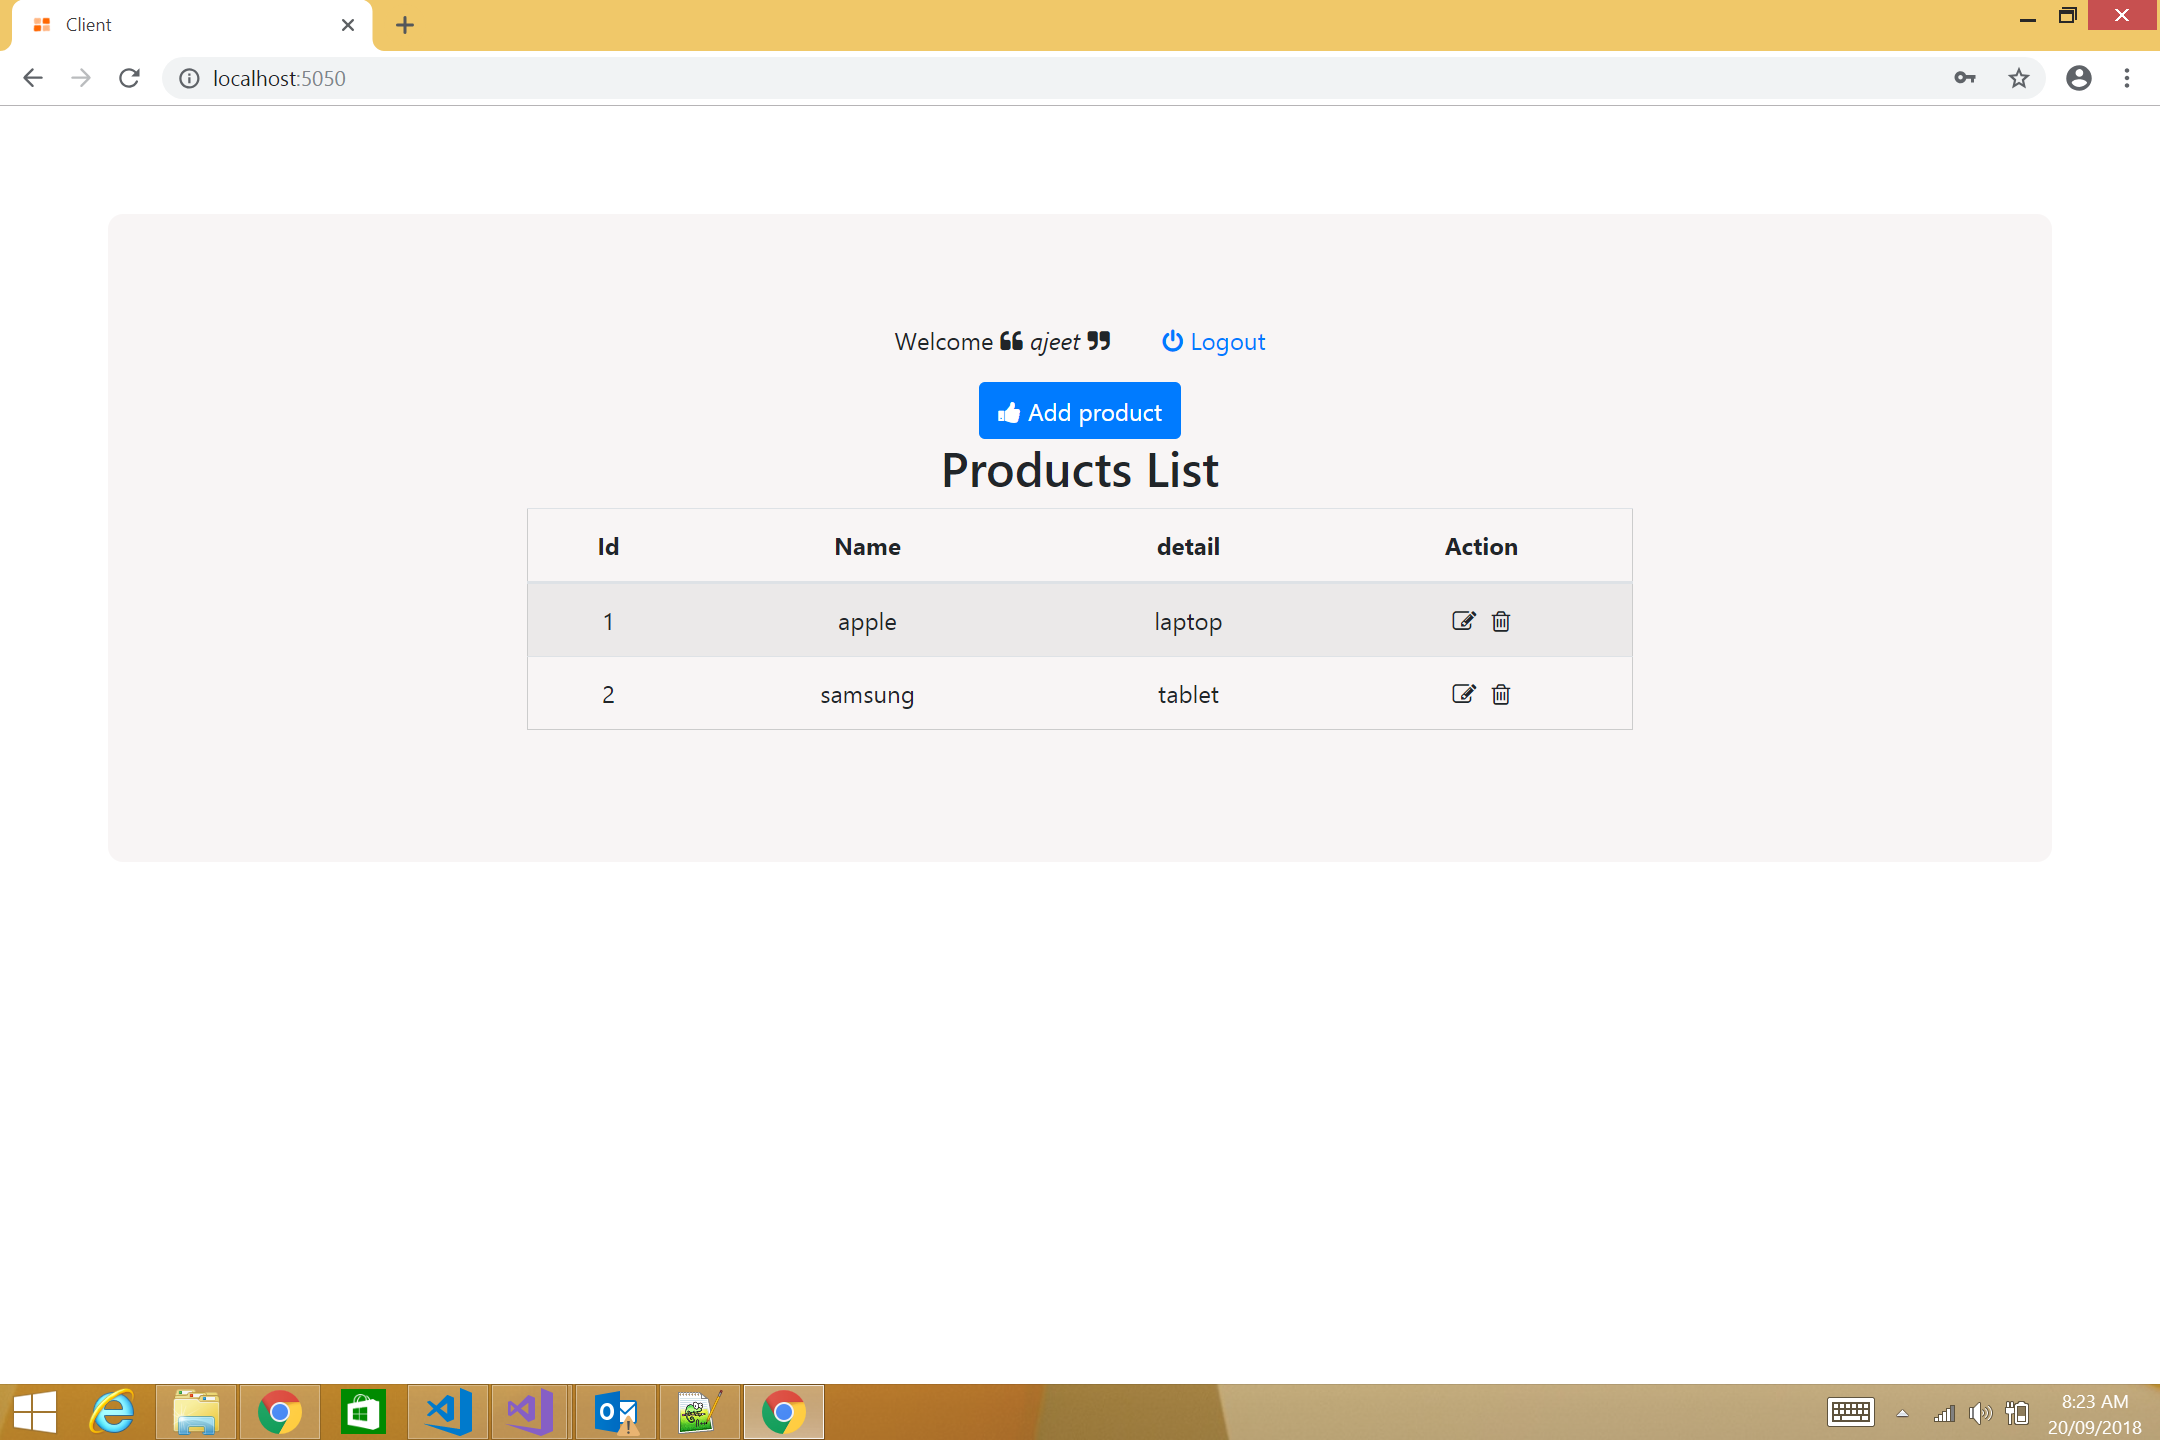 Client
localhost:5050
Welcome ajeet Logout
Add product
Products List
Id Name detail Action
1 apple laptop
2 samsung tablet
8:23 AM
20/09/2018